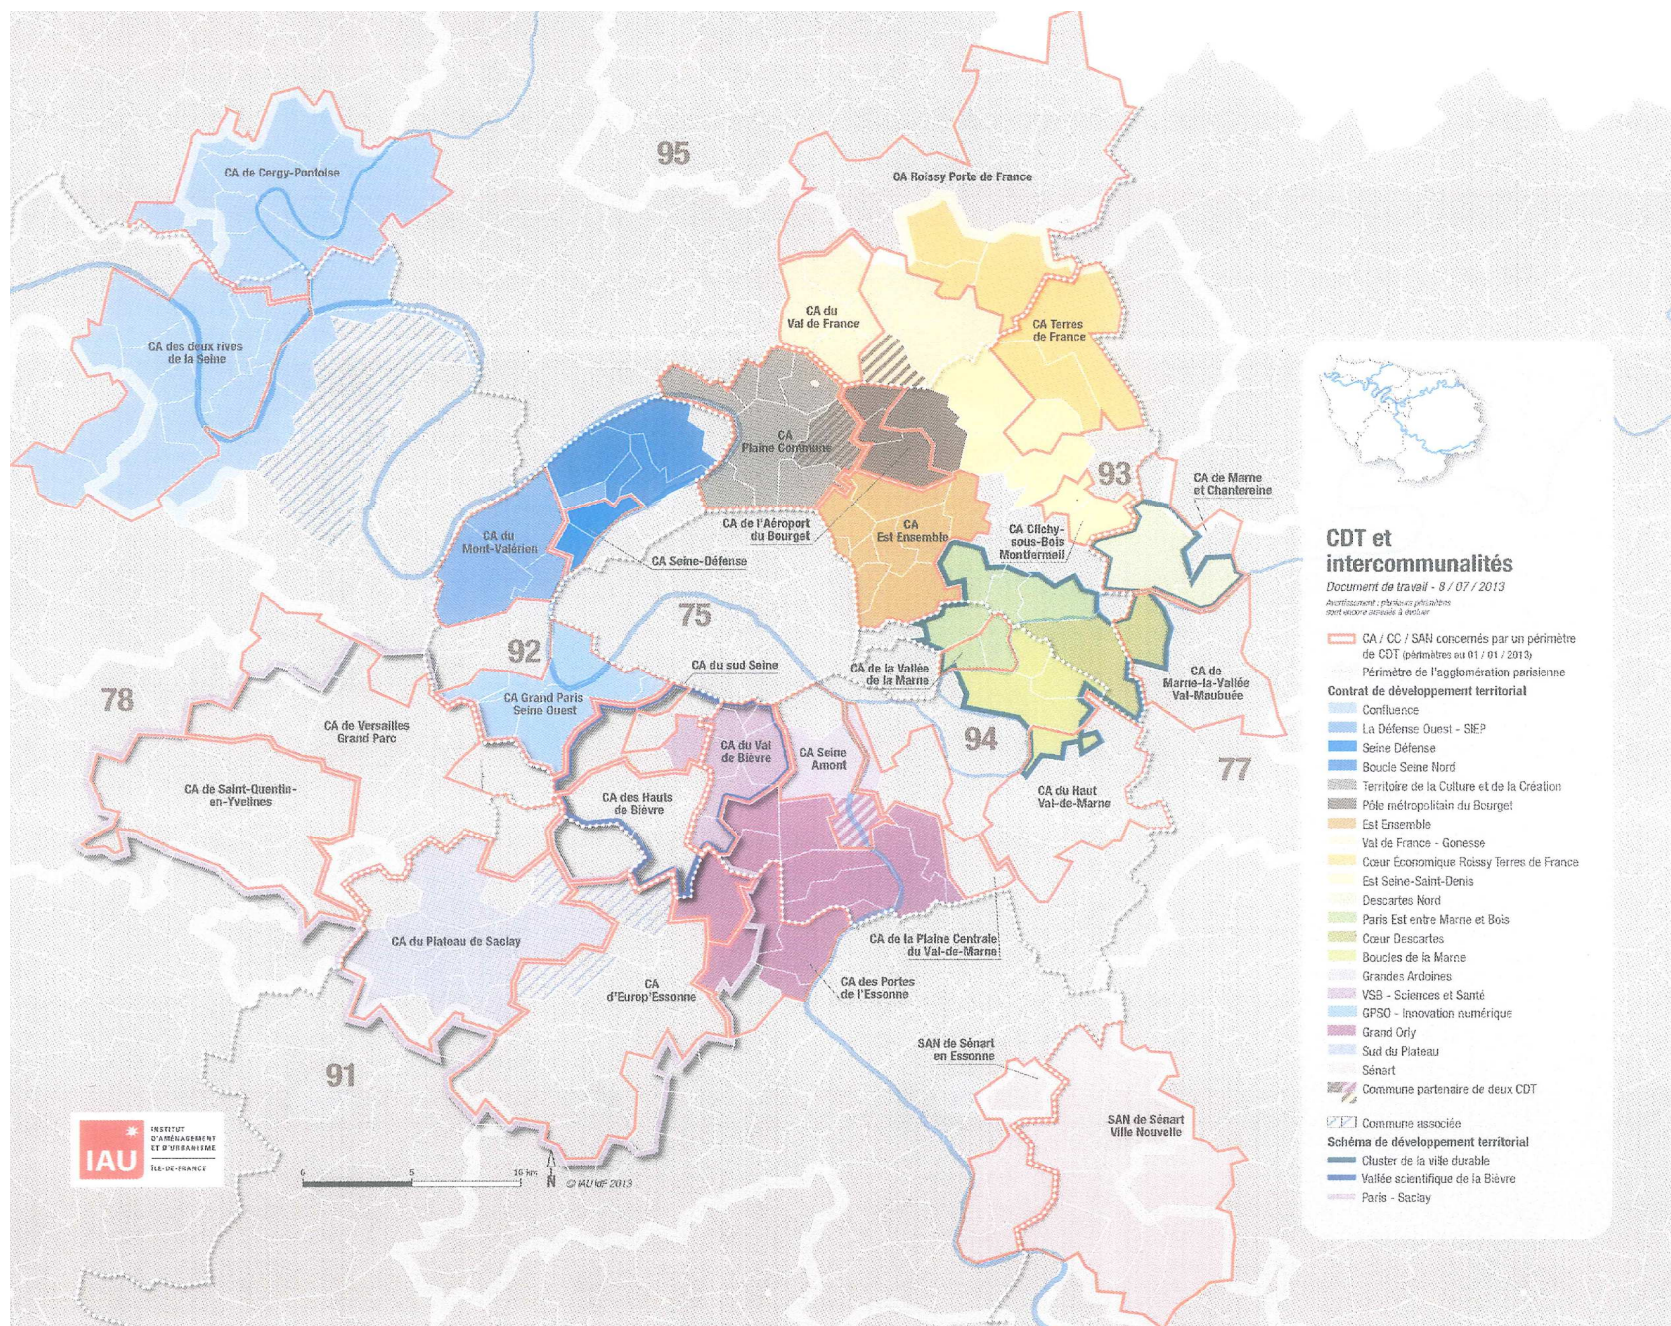 95
CA de Cergy-Pontoise
CA Roissy Porte de France
CA du
Val de France
CA Terres
de France
CA des deux rives
de la Seine
CA
Plaine Commune
93
CA de Marne
et Chantereine
CA du
Mont-Valérien
CA de l'Aéroport
du Bourget
CA
Est Ensemble
CA Clichy-
sous-Bois
Montfermeil
CA Seine-Défense
75
92
CA du sud Seine
CA de la Vallée
de la Marne
CA de
Marne-la-Vallée
Val-Maubuée
78
CA Grand Paris
Seine Ouest
CA de Versailles
Grand Parc
CA du Val
de Bièvre
CA Seine
Amont
94
77
CA de Saint-Quentin-
en-Yvelines
CA des Hauts
de Bièvre
CA du Haut
Val-de-Marne
CA du Plateau de Saclay
CA de la Plaine Centrale
du Val-de-Marne
CA
d'Europ'Essonne
CA des Portes
de l'Essonne
SAN de Sénart
en Essonne
91
SAN de Sénart
Ville Nouvelle
IAU
INSTITUT
D'AMÉNAGEMENT
ET D'URBANISME
ÎLE-DE-FRANCE
0 5 10 km
N
© IAU IdF 2013
CDT et
intercommunalités
Document de travail - 8 / 07 / 2013
Avertissement : plusieurs périmètres
sont encore amenés à évoluer
CA / CC / SAN concernés par un périmètre
de CDT (périmètres au 01 / 01 / 2013)
Périmètre de l'agglomération parisienne
Contrat de développement territorial
Confluence
La Défense Ouest - SIEP
Seine Défense
Boucle Seine Nord
Territoire de la Culture et de la Création
Pôle métropolitain du Bourget
Est Ensemble
Val de France - Gonesse
Cœur Économique Roissy Terres de France
Est Seine-Saint-Denis
Descartes Nord
Paris Est entre Marne et Bois
Cœur Descartes
Boucles de la Marne
Grandes Ardoines
VSB - Sciences et Santé
GPSO - Innovation numérique
Grand Orly
Sud du Plateau
Sénart
Commune partenaire de deux CDT
Commune associée
Schéma de développement territorial
Cluster de la ville durable
Vallée scientifique de la Bièvre
Paris - Saclay